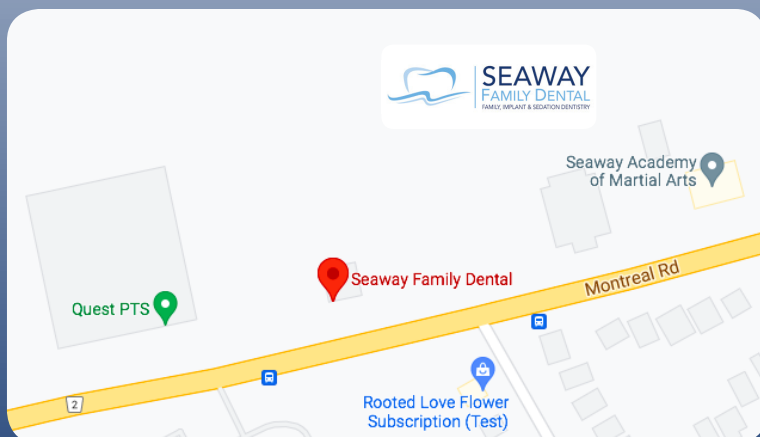 SEAWAY
FAMILY DENTAL
FAMILY, IMPLANT & SEDATION DENTISTRY
Seaway Academy
of Martial Arts
Montreal Rd
Seaway Family Dental
Quest PTS
2
Rooted Love Flower
Subscription (Test)